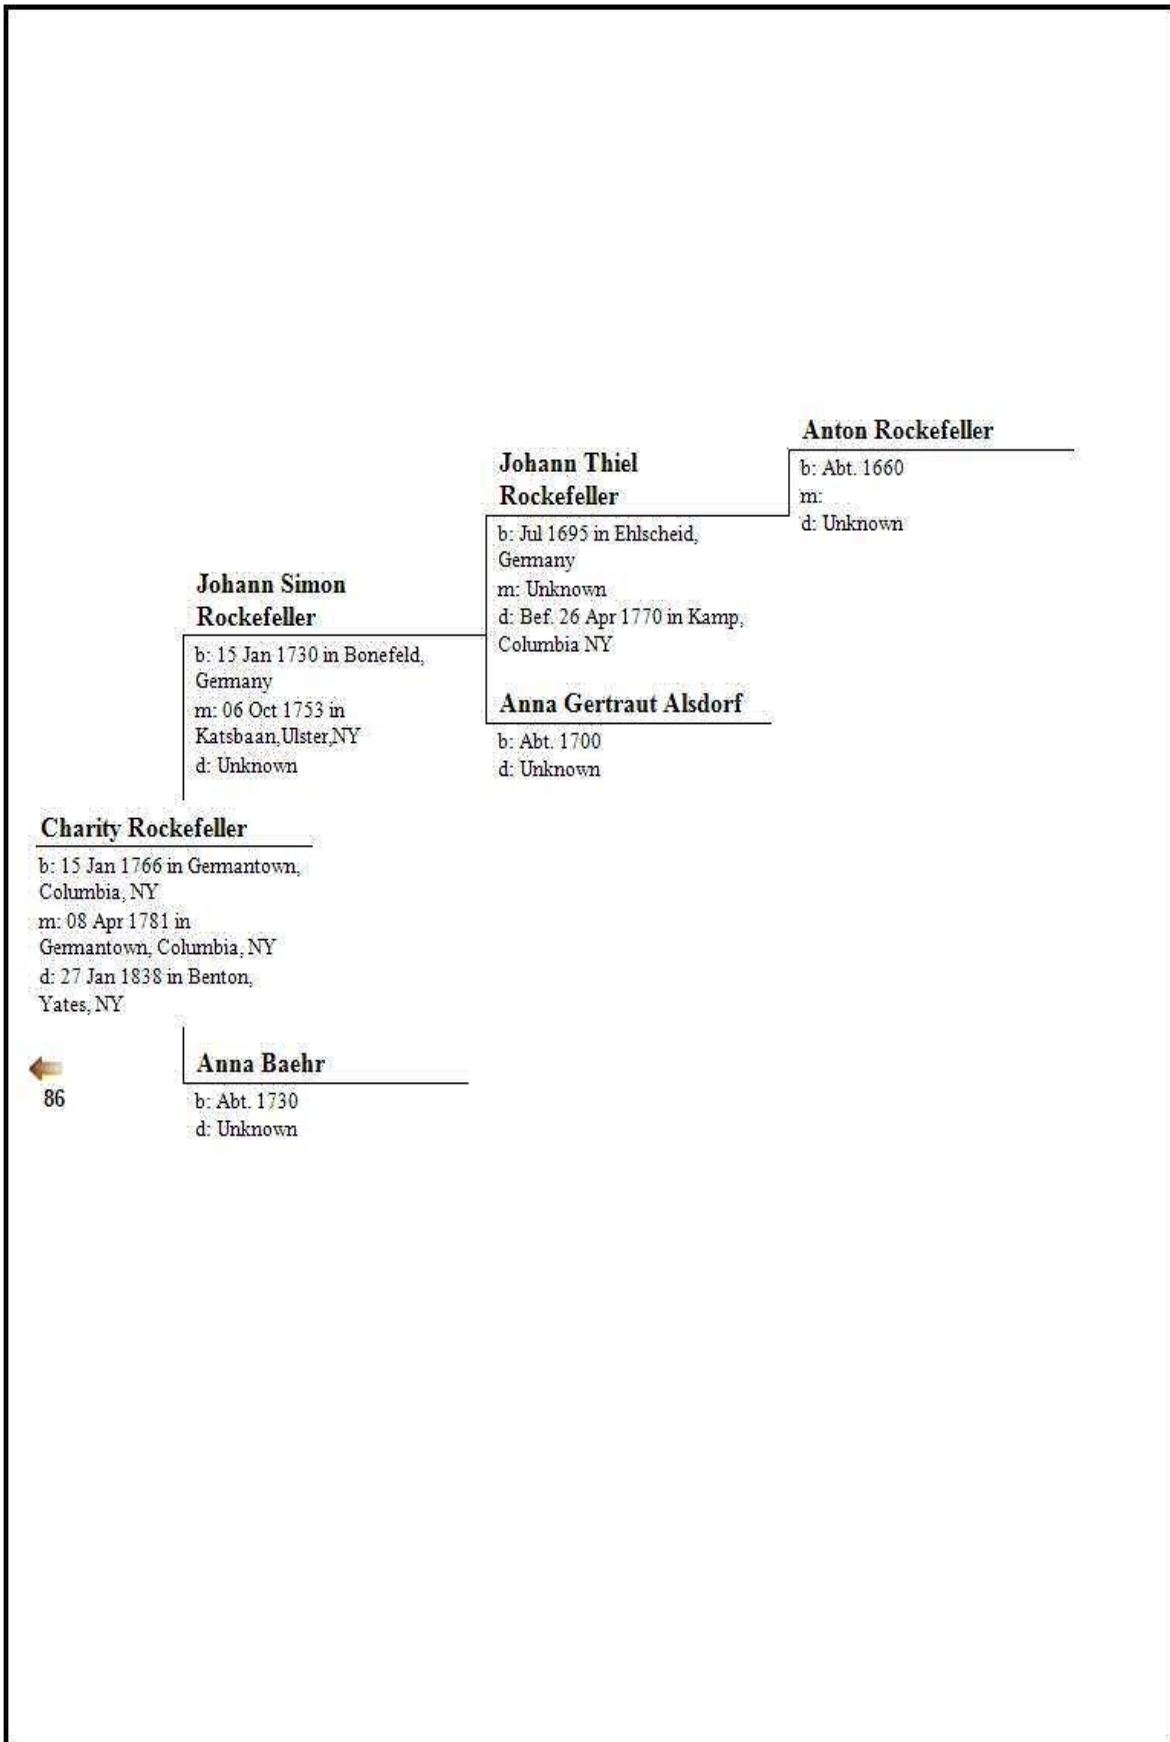 Anton Rockefeller
b: Abt. 1660
m:
d: Unknown
Johann Thiel
Rockefeller
b: Jul 1695 in Ehlscheid,
Germany
m: Unknown
d: Bef. 26 Apr 1770 in Kamp,
Columbia NY
Johann Simon
Rockefeller
b: 15 Jan 1730 in Bonefeld,
Germany
m: 06 Oct 1753 in
Katsbaan,Ulster,NY
d: Unknown
Anna Gertraut Alsdorf
b: Abt. 1700
d: Unknown
Charity Rockefeller
b: 15 Jan 1766 in Germantown,
Columbia, NY
m: 08 Apr 1781 in
Germantown, Columbia, NY
d: 27 Jan 1838 in Benton,
Yates, NY
86
Anna Baehr
b: Abt. 1730
d: Unknown